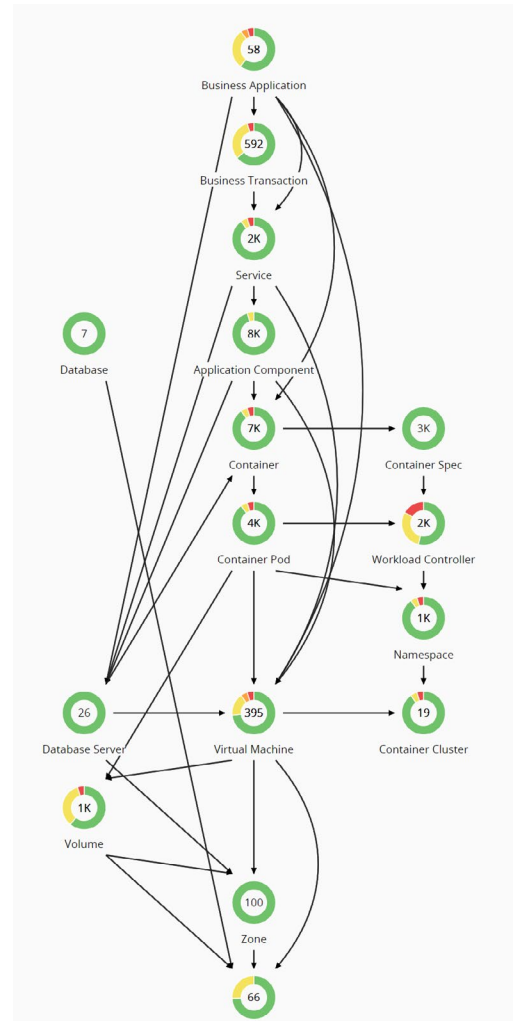 58
Business Application
592
Business Transaction
2K
Service
7
Database
8K
Application Component
7K
Container
3K
Container Spec
4K
Container Pod
2K
Workload Controller
1K
Namespace
26
Database Server
395
Virtual Machine
19
Container Cluster
1K
Volume
100
Zone
66